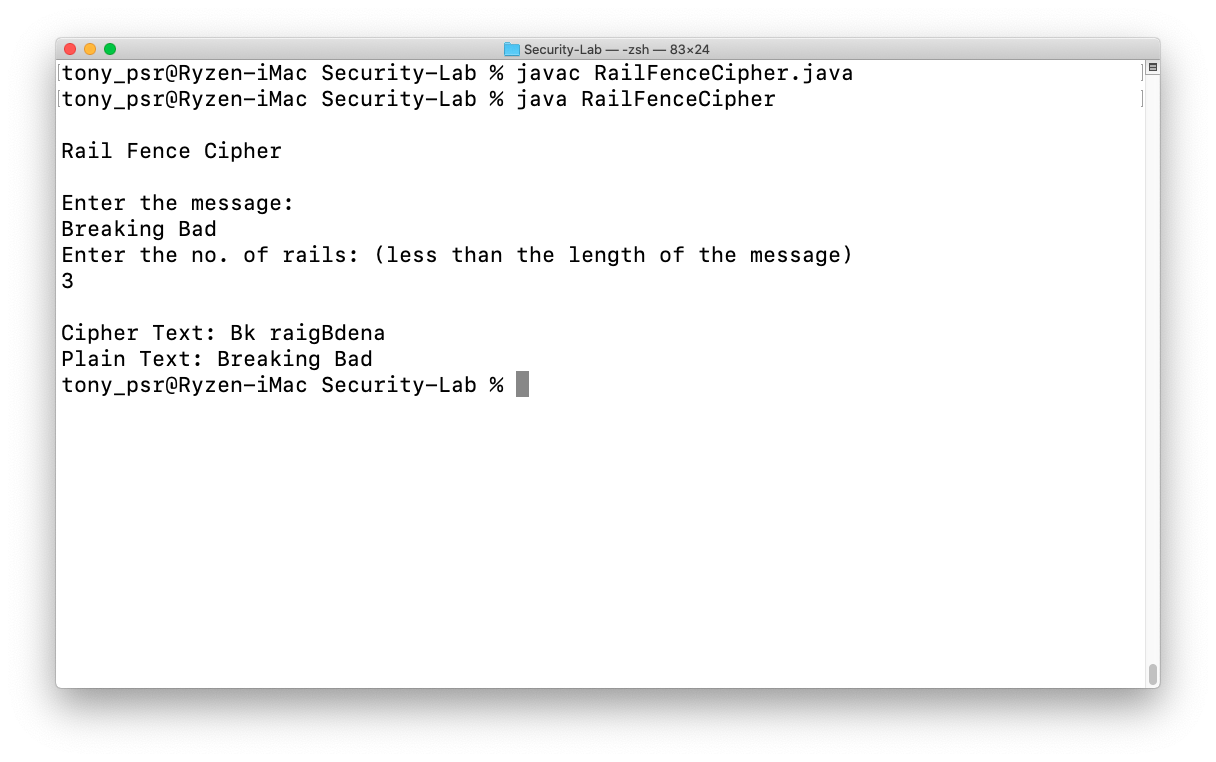 Security-Lab — -zsh — 83×24
[tony_psr@Ryzen-iMac Security-Lab % javac RailFenceCipher.java ]
[tony_psr@Ryzen-iMac Security-Lab % java RailFenceCipher ]
Rail Fence Cipher
Enter the message:
Breaking Bad
Enter the no. of rails: (less than the length of the message)
3
Cipher Text: Bk raigBdena
Plain Text: Breaking Bad
tony_psr@Ryzen-iMac Security-Lab %